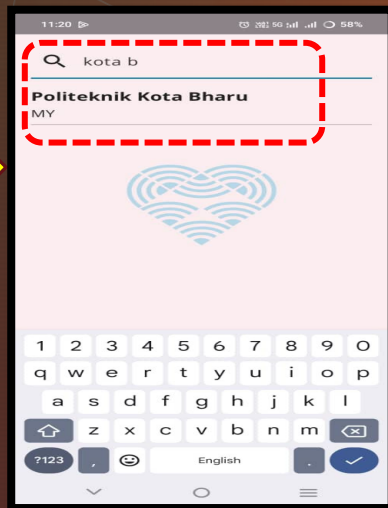 11:20 5G 58%
kota b
Politeknik Kota Bharu
MY
1 2 3 4 5 6 7 8 9 0
q w e r t y u i o p
a s d f g h j k l
z x c v b n m
?123 , English .